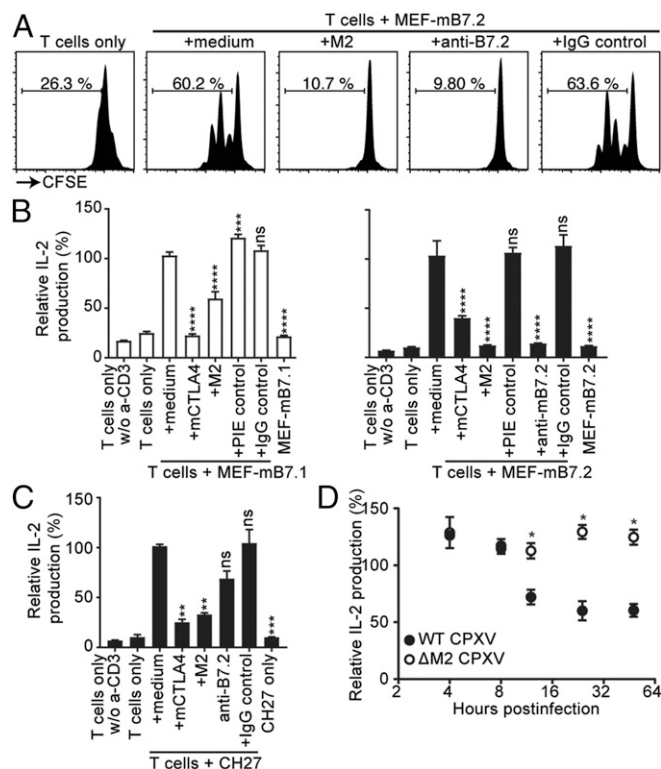 A
T cells + MEF-mB7.2
T cells only
+medium
+M2
+anti-B7.2
+IgG control
26.3 %
60.2 %
10.7 %
9.80 %
63.6 %
CFSE
B
Relative IL-2
production (%)
150
100
50
0
****
****
***
ns
****
T cells only
w/o a-CD3
T cells only
+medium
+mCTLA4
+M2
+PIE control
+IgG control
MEF-mB7.1
T cells + MEF-mB7.1
150
100
50
0
****
****
ns
****
ns
****
T cells only
w/o a-CD3
T cells only
+medium
+mCTLA4
+M2
+PIE control
+anti-mB7.2
+IgG control
MEF-mB7.2
T cells + MEF-mB7.2
C
Relative IL-2
production (%)
150
100
50
0
**
**
ns
ns
***
T cells only
w/o a-CD3
T cells only
+medium
+mCTLA4
+M2
anti-B7.2
+IgG control
CH27 only
T cells + CH27
D
Relative IL-2 production (%)
150
100
50
0
*
*
*
WT CPXV
ΔM2 CPXV
2
4
8
16
32
64
Hours postinfection